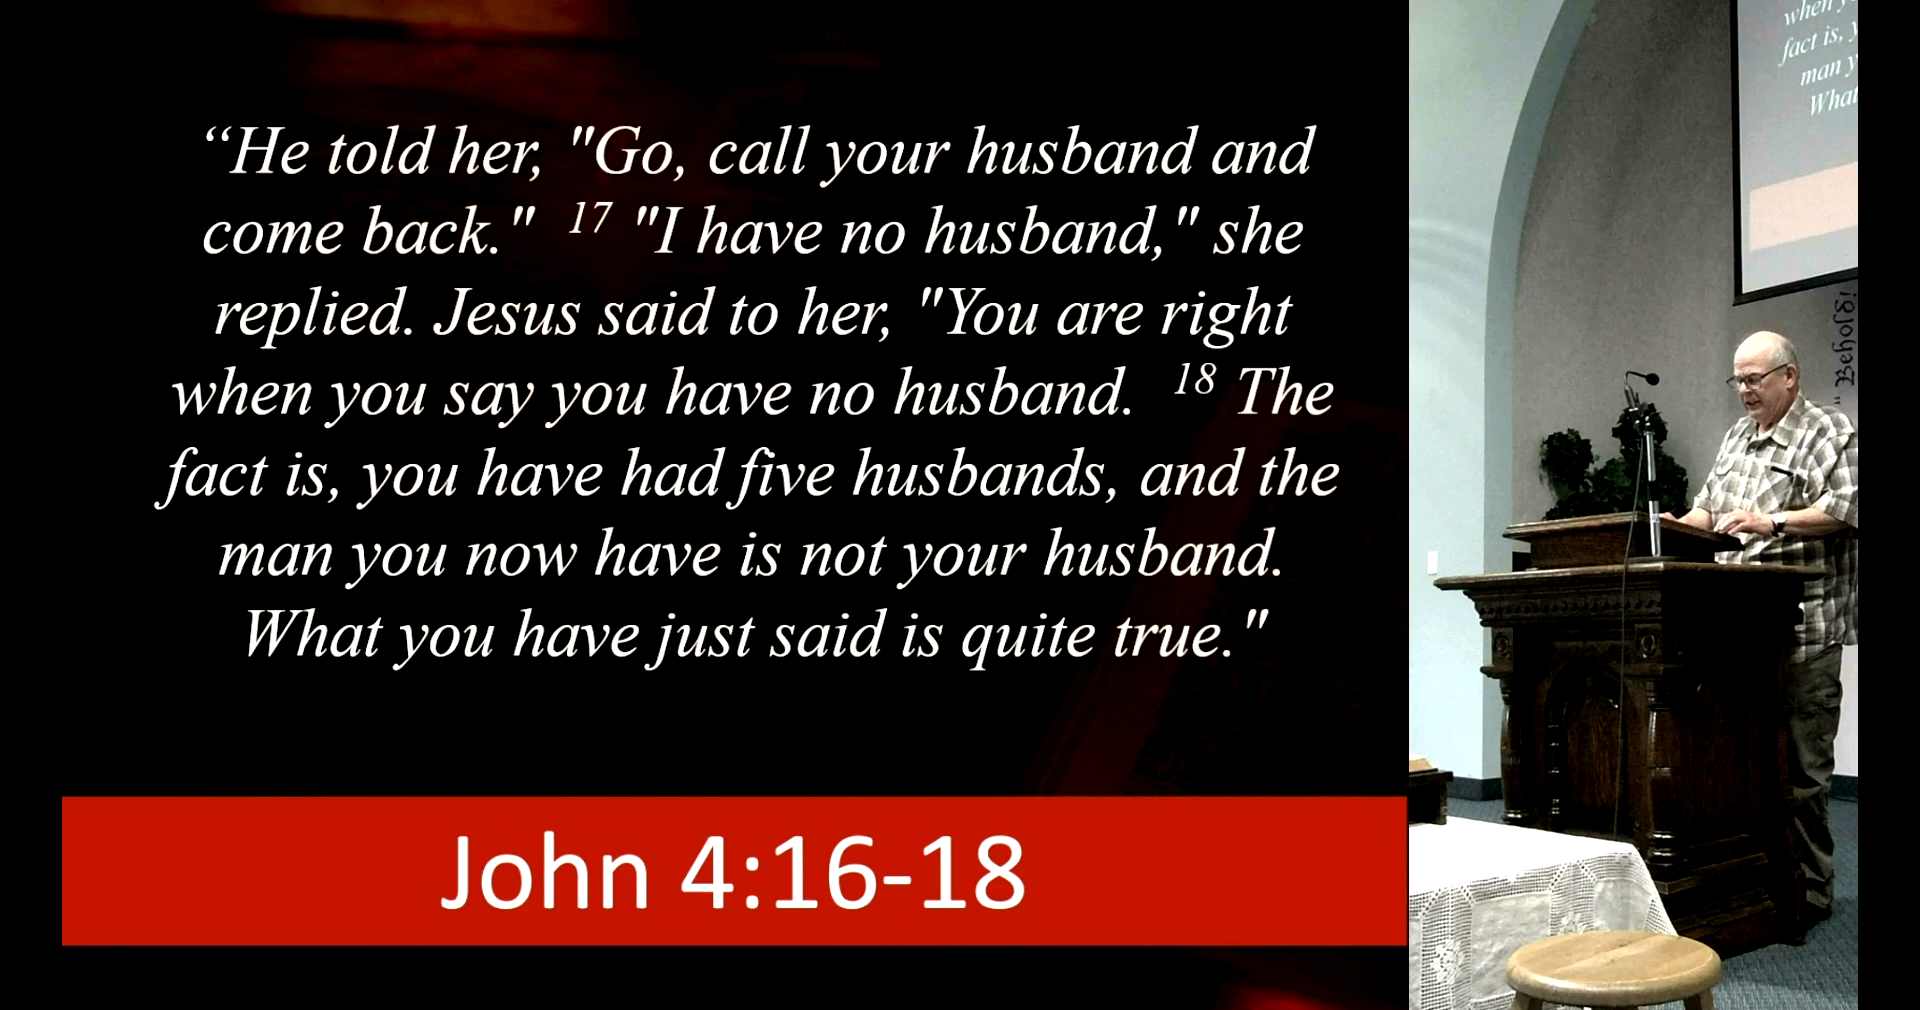 “He told her, "Go, call your husband and
come back." 17 "I have no husband," she
replied. Jesus said to her, "You are right
when you say you have no husband. 18 The
fact is, you have had five husbands, and the
man you now have is not your husband.
What you have just said is quite true."
John 4:16-18
when y
fact is, y
man y
What
"Behold!